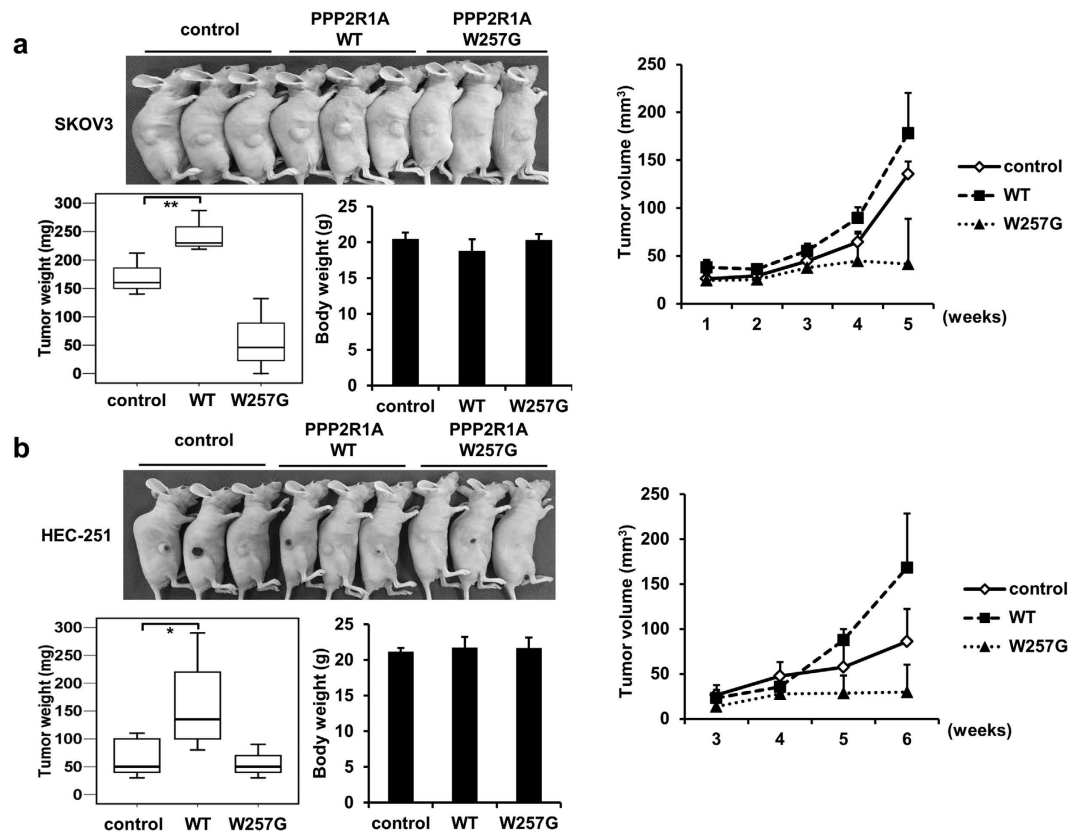 a
control
PPP2R1A
WT
PPP2R1A
W257G
SKOV3
Tumor weight (mg)
300
250
200
150
100
50
0
**
control WT W257G
Body weight (g)
25
20
15
10
5
0
control WT W257G
Tumor volume (mm³)
250
200
150
100
50
0
1 2 3 4 5 (weeks)
control
WT
W257G
b
control
PPP2R1A
WT
PPP2R1A
W257G
HEC-251
Tumor weight (mg)
300
250
200
150
100
50
0
*
control WT W257G
Body weight (g)
25
20
15
10
5
0
control WT W257G
Tumor volume (mm³)
250
200
150
100
50
0
3 4 5 6 (weeks)
control
WT
W257G